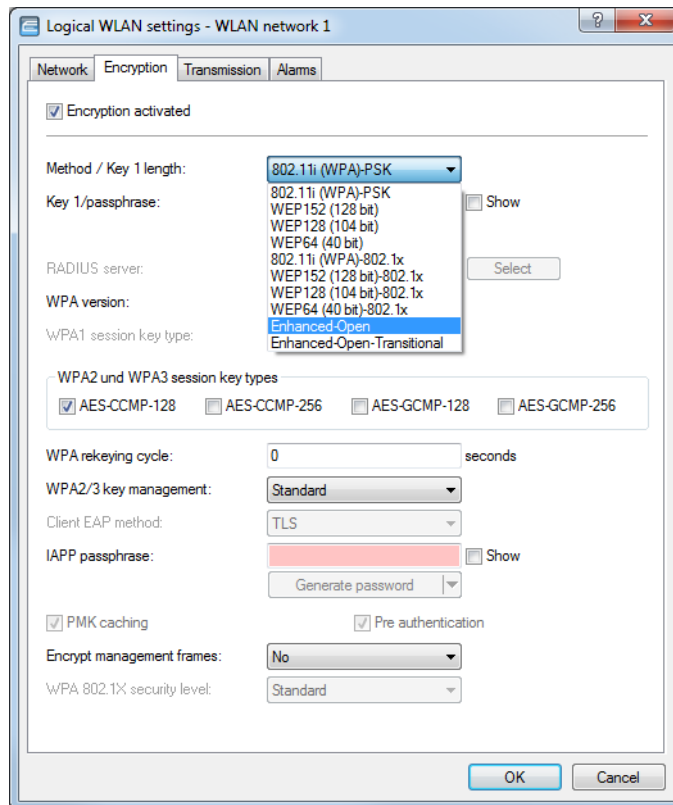 Logical WLAN settings - WLAN network 1
Network Encryption Transmission Alarms
Encryption activated
Method / Key 1 length: 802.11i (WPA)-PSK
802.11i (WPA)-PSK
Key 1/passphrase: Show
WEP152 (128 bit)
WEP128 (104 bit)
WEP64 (40 bit)
802.11i (WPA)-802.1x
RADIUS server: Select
WEP152 (128 bit)-802.1x
WEP128 (104 bit)-802.1x
WPA version:
WEP64 (40 bit)-802.1x
Enhanced-Open
WPA1 session key type:
Enhanced-Open-Transitional
WPA2 und WPA3 session key types
AES-CCMP-128 AES-CCMP-256 AES-GCMP-128 AES-GCMP-256
WPA rekeying cycle: 0 seconds
WPA2/3 key management: Standard
Client EAP method: TLS
IAPP passphrase: Show
Generate password
PMK caching Pre authentication
Encrypt management frames: No
WPA 802.1X security level: Standard
OK Cancel